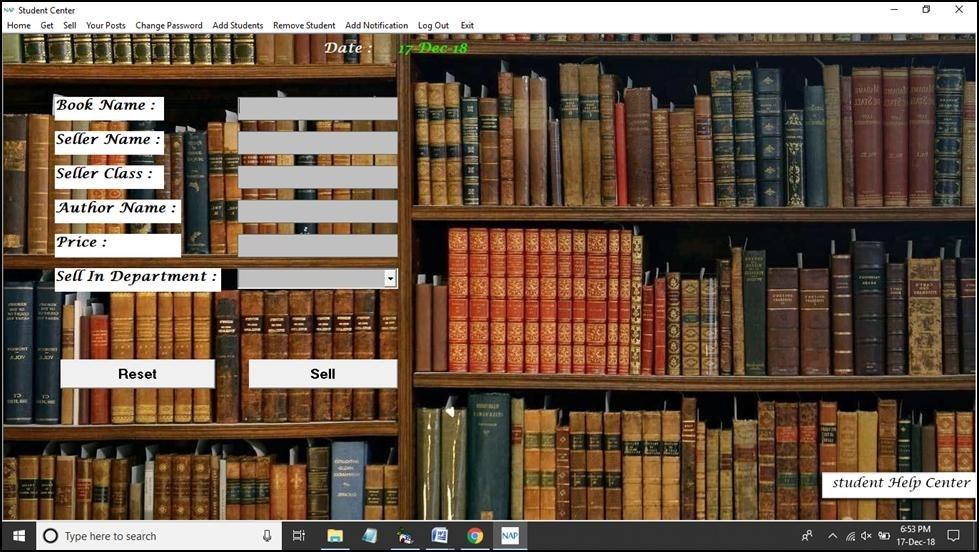 NAP Student Center
Home Get Sell Your Posts Change Password Add Students Remove Student Add Notification Log Out Exit
Date : 17-Dec-18
Book Name :
Seller Name :
Seller Class :
Author Name :
Price :
Sell In Department :
Reset Sell
student Help Center
Type here to search
NAP
6:53 PM
17-Dec-18